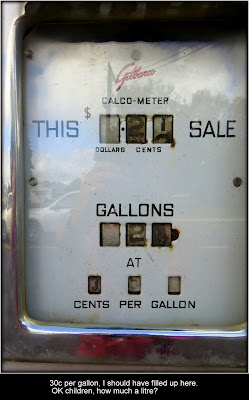 Gilbarco
CALCO-METER
THIS $ SALE
DOLLARS CENTS
GALLONS
AT
CENTS PER GALLON
30c per gallon, I should have filled up here.
OK children, how much a litre?